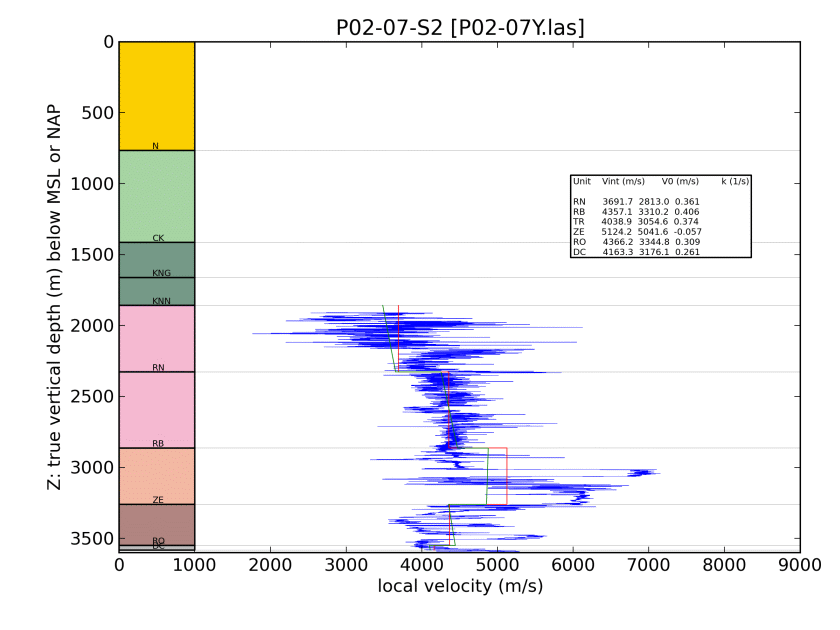 P02-07-S2 [P02-07Y.las]
0
500
1000
1500
2000
2500
3000
3500
Z: true vertical depth (m) below MSL or NAP
N
CK
KNG
KNN
RN
RB
ZE
RO
DC
Unit Vint (m/s) V0 (m/s) k (1/s)
RN 3691.7 2813.0 0.361
RB 4357.1 3310.2 0.406
TR 4038.9 3054.6 0.374
ZE 5124.2 5041.6 -0.057
RO 4366.2 3344.8 0.309
DC 4163.3 3176.1 0.261
0 1000 2000 3000 4000 5000 6000 7000 8000 9000
local velocity (m/s)